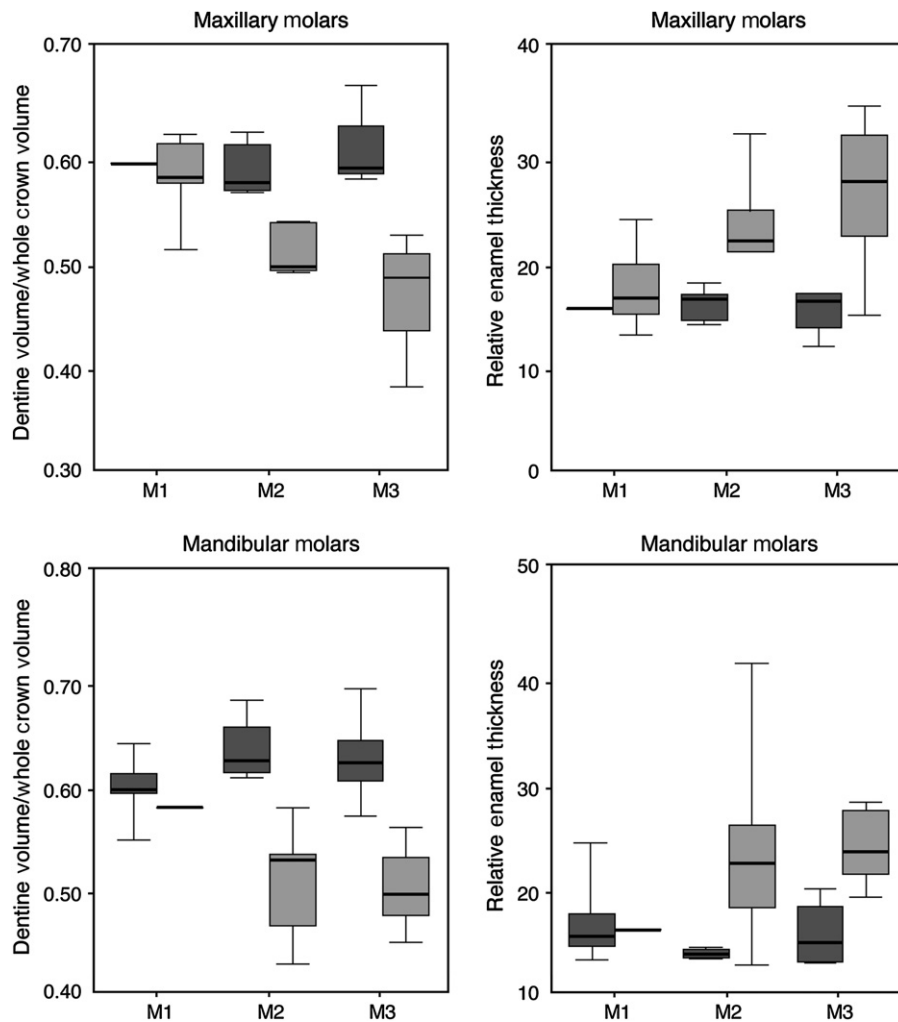 Maxillary molars
Dentine volume/whole crown volume
0.70
0.60
0.50
0.40
0.30
M1 M2 M3
Maxillary molars
Relative enamel thickness
40
30
20
10
0
M1 M2 M3
Mandibular molars
Dentine volume/whole crown volume
0.80
0.70
0.60
0.50
0.40
M1 M2 M3
Mandibular molars
Relative enamel thickness
50
40
30
20
10
M1 M2 M3